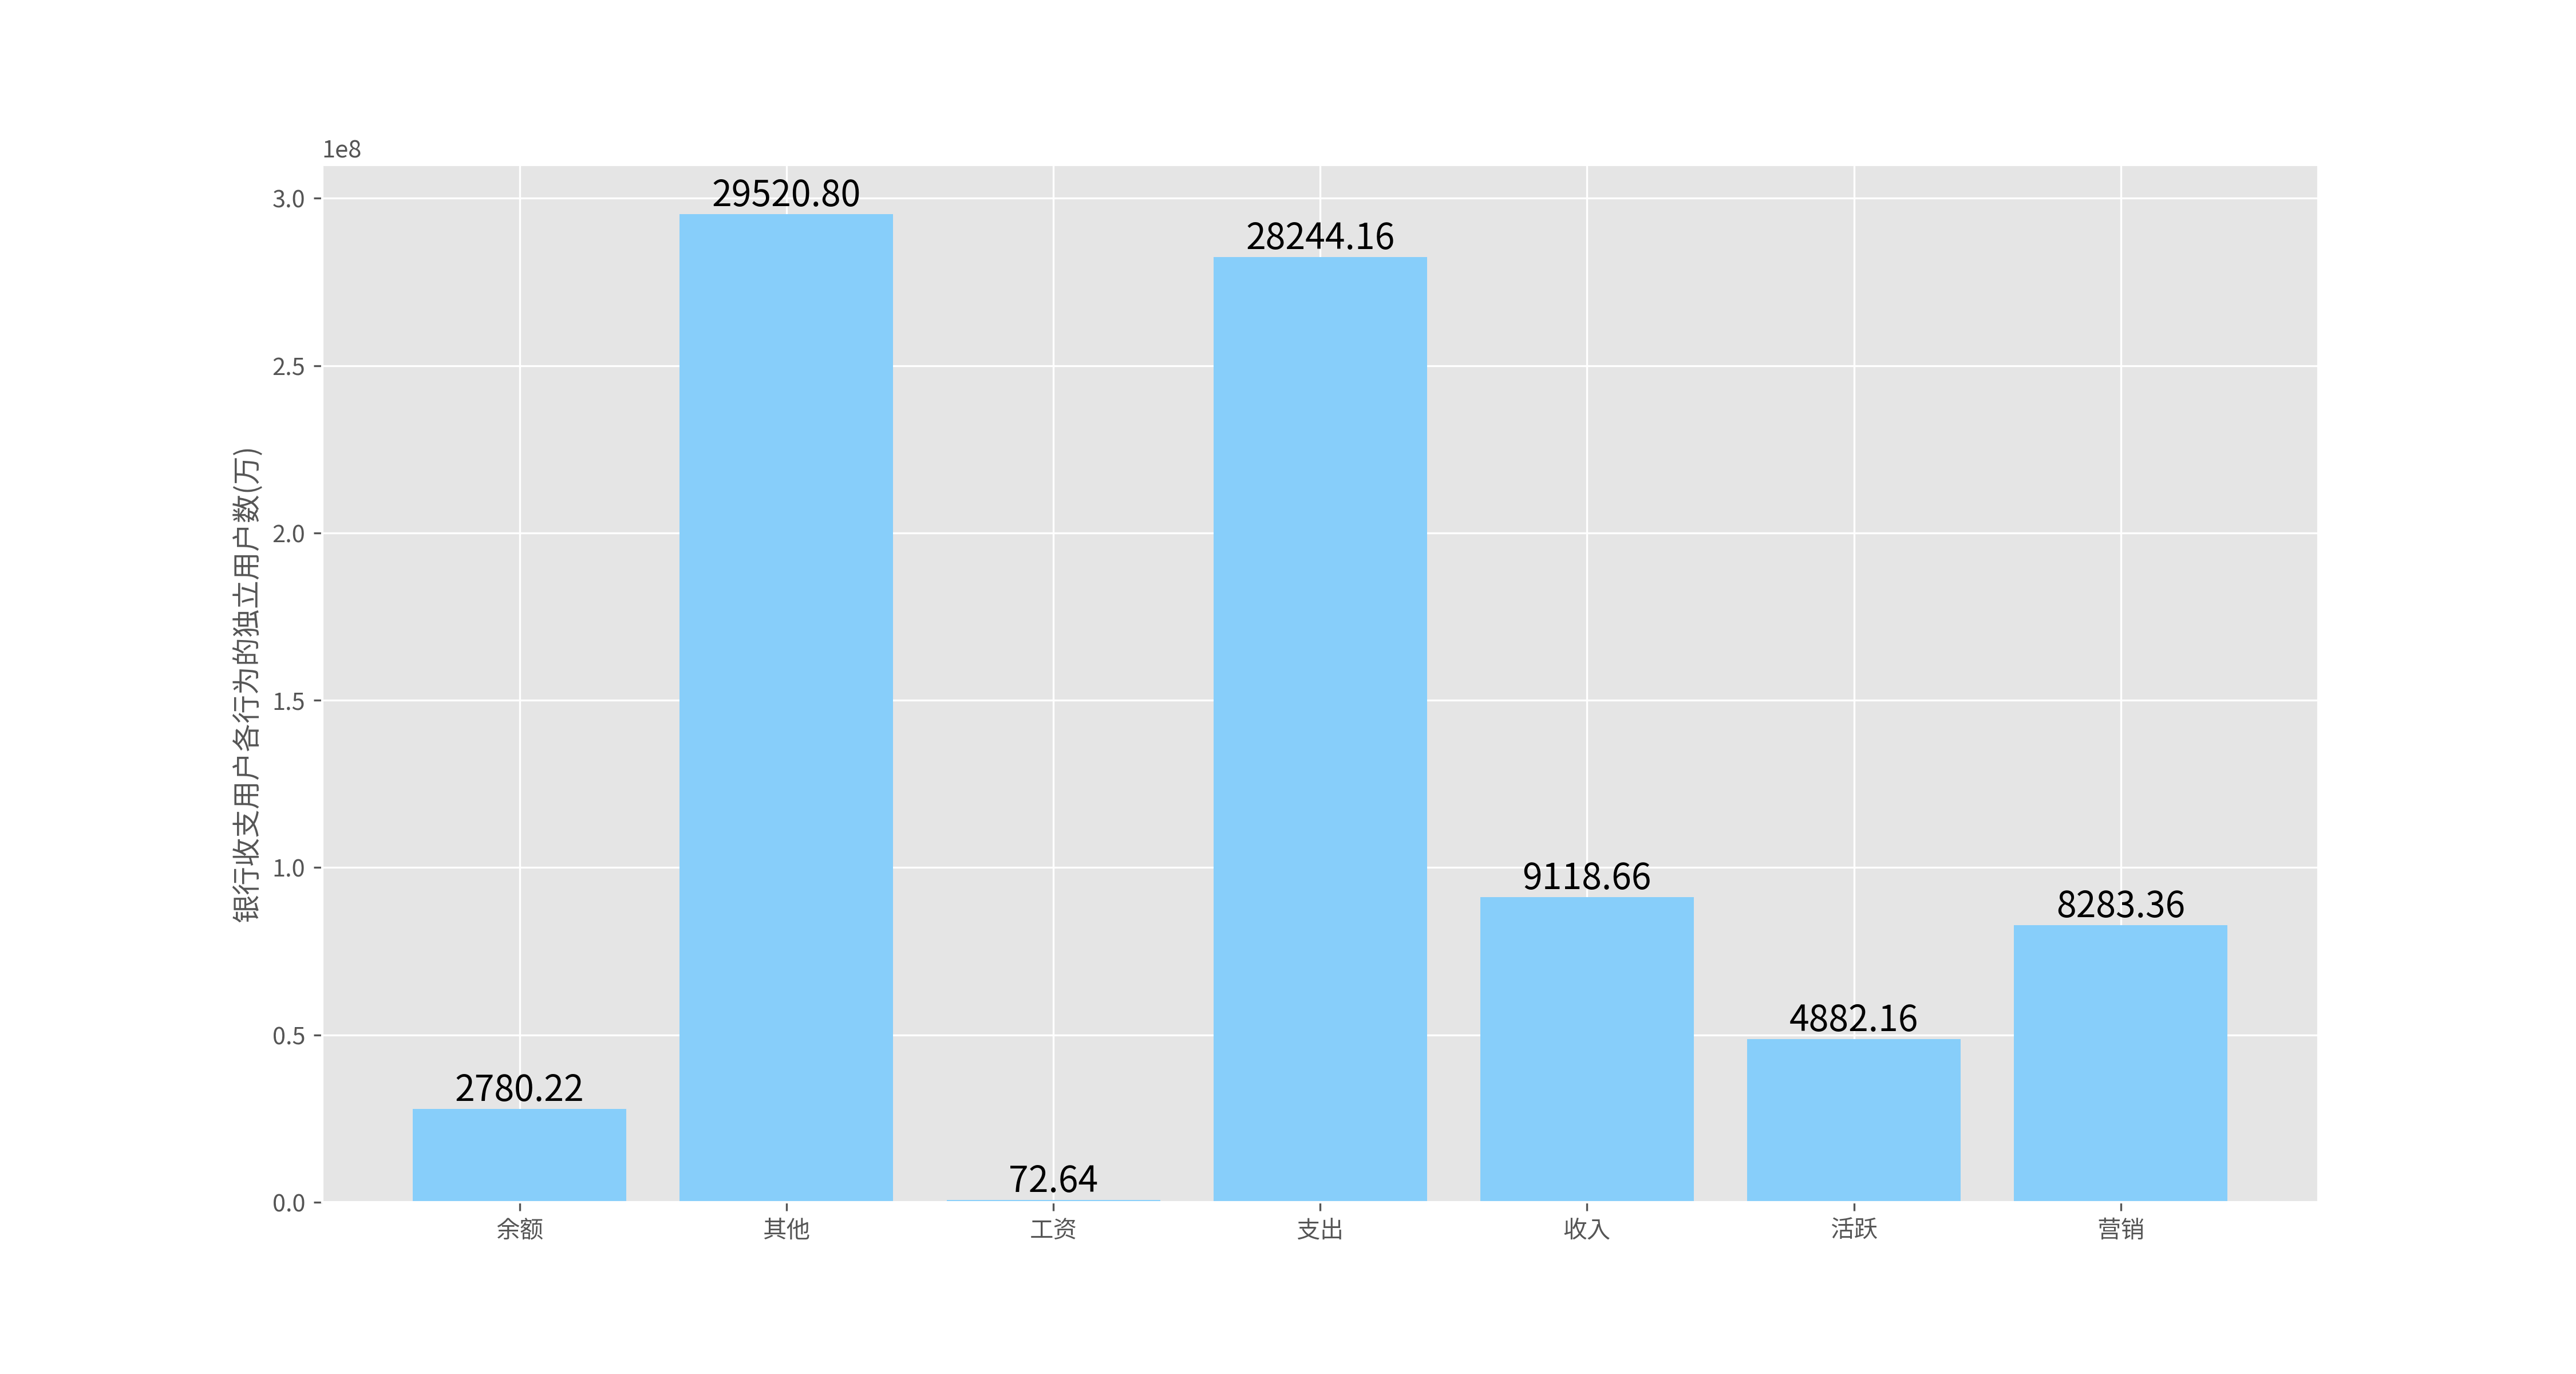 1e8
3.0
2.5
2.0
1.5
1.0
0.5
0.0
银行收支用户各行为的独立用户数(万)
2780.22
29520.80
72.64
28244.16
9118.66
4882.16
8283.36
余额
其他
工资
支出
收入
活跃
营销